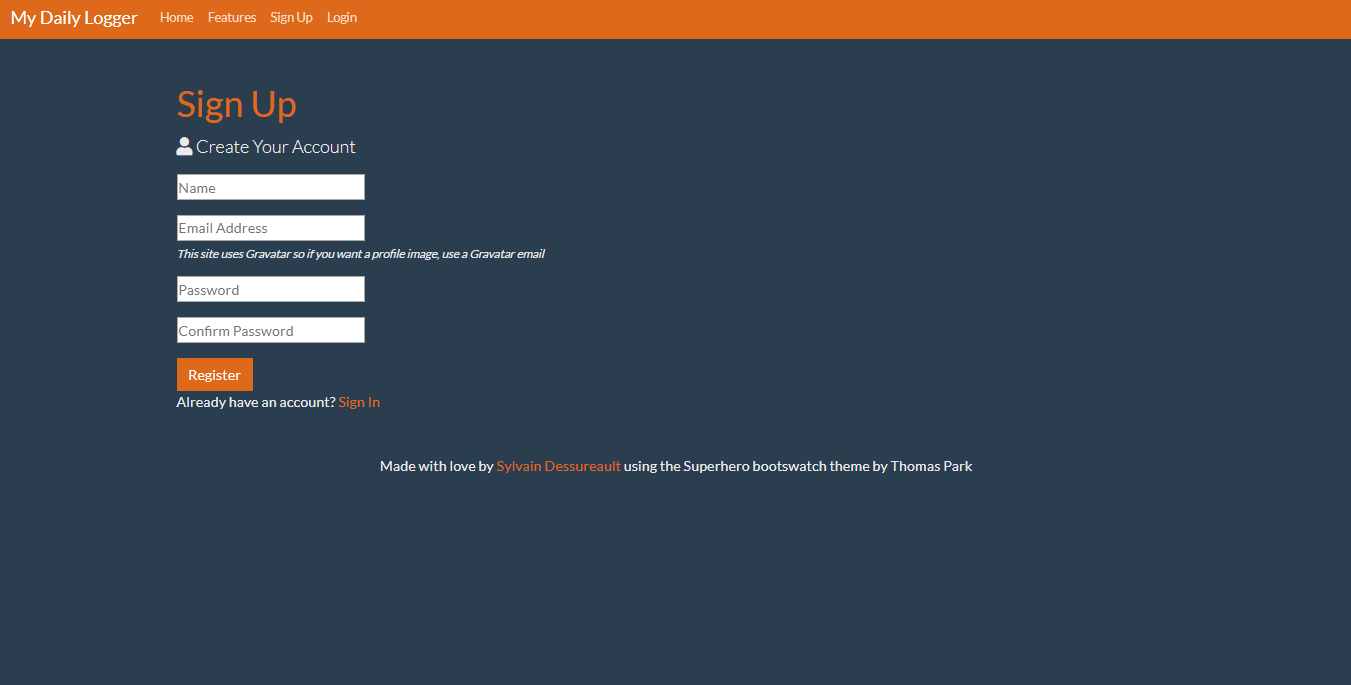 My Daily Logger Home Features Sign Up Login
Sign Up
Create Your Account
Name
Email Address
This site uses Gravatar so if you want a profile image, use a Gravatar email
Password
Confirm Password
Register
Already have an account? Sign In
Made with love by Sylvain Dessureault using the Superhero bootswatch theme by Thomas Park